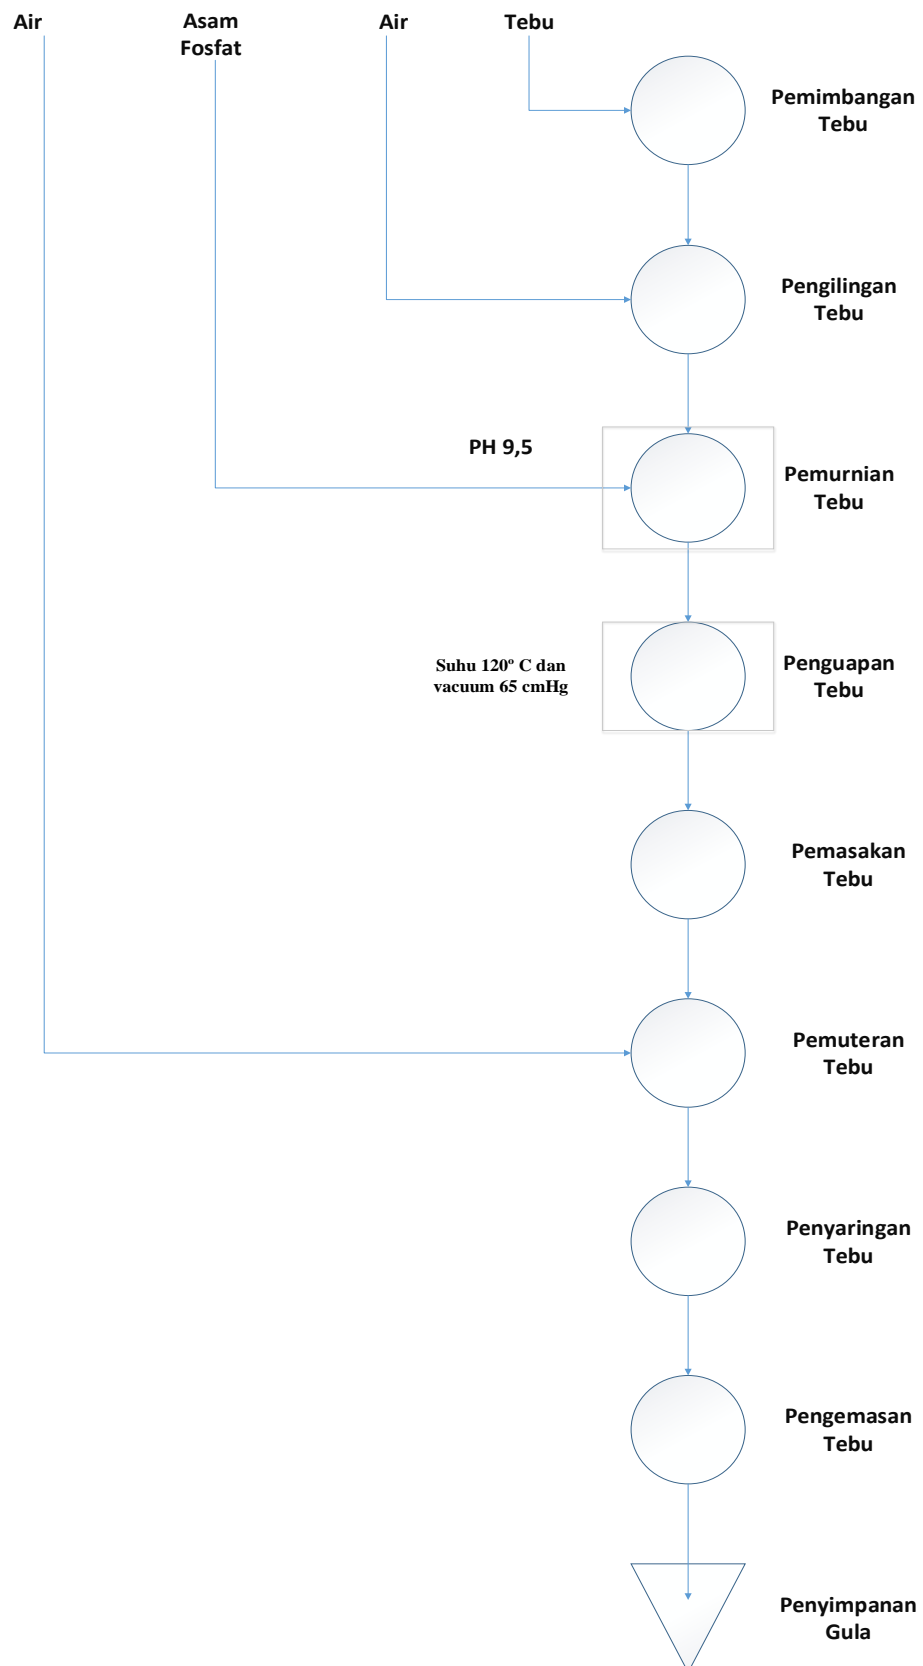 Air
Asam
Fosfat
Air
Tebu
Pemimbangan
Tebu
Pengilingan
Tebu
PH 9,5
Pemurnian
Tebu
Suhu 120º C dan
vacuum 65 cmHg
Penguapan
Tebu
Pemasakan
Tebu
Pemuteran
Tebu
Penyaringan
Tebu
Pengemasan
Tebu
Penyimpanan
Gula